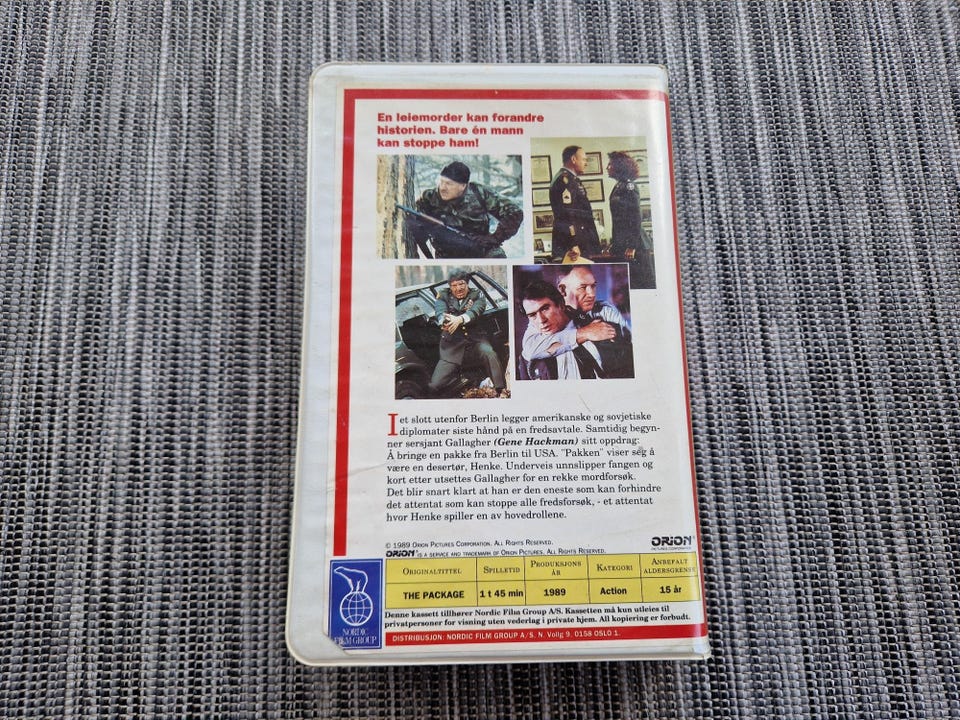 En leiemorder kan forandre
historien. Bare én mann
kan stoppe ham!
I et slott utenfor Berlin legger amerikanske og sovjetiske
diplomater siste hånd på en fredsavtale. Samtidig begyn-
ner sersjant Gallagher (Gene Hackman) sitt oppdrag:
Å bringe en pakke fra Berlin til USA. "Pakken" viser seg å
være en desertør, Henke. Underveis unnslipper fangen og
kort etter utsettes Gallagher for en rekke mordforsøk.
Det blir snart klart at han er den eneste som kan forhindre
det attentat som kan stoppe alle fredsforsøk, - et attentat
hvor Henke spiller en av hovedrollene.
© 1989 Orion Pictures Corporation. All Rights Reserved.
ORION® is a service and trademark of Orion Pictures. All Rights Reserved.
ORION
PICTURES CORPORATION
Originaltittel Spilletid Produksjons år Kategori Anbefalt aldersgrense
THE PACKAGE 1 t 45 min 1989 Action 15 år
NORDIC
FILM GROUP
Denne kassett tillhører Nordic Film Group A/S. Kassetten må kun utleies til
privatpersoner for visning uten vederlag i private hjem. All kopiering er forbudt.
DISTRIBUSJON: NORDIC FILM GROUP A/S. N. Vollg 9. 0158 OSLO 1.